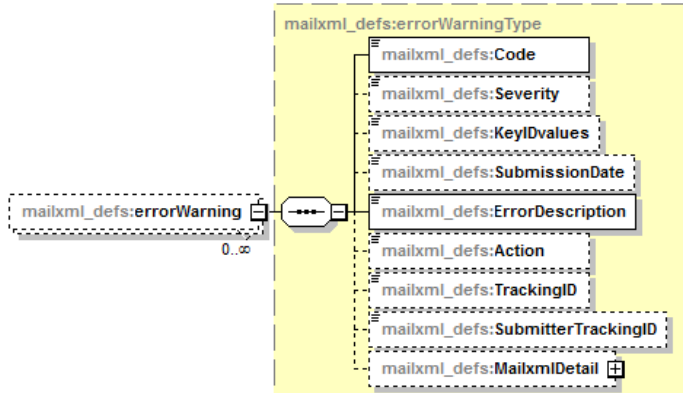 mailxml_defs:errorWarningType
mailxml_defs:Code
mailxml_defs:Severity
mailxml_defs:KeyIDvalues
mailxml_defs:SubmissionDate
mailxml_defs:errorWarning
0..∞
mailxml_defs:ErrorDescription
mailxml_defs:Action
mailxml_defs:TrackingID
mailxml_defs:SubmitterTrackingID
mailxml_defs:MailxmlDetail